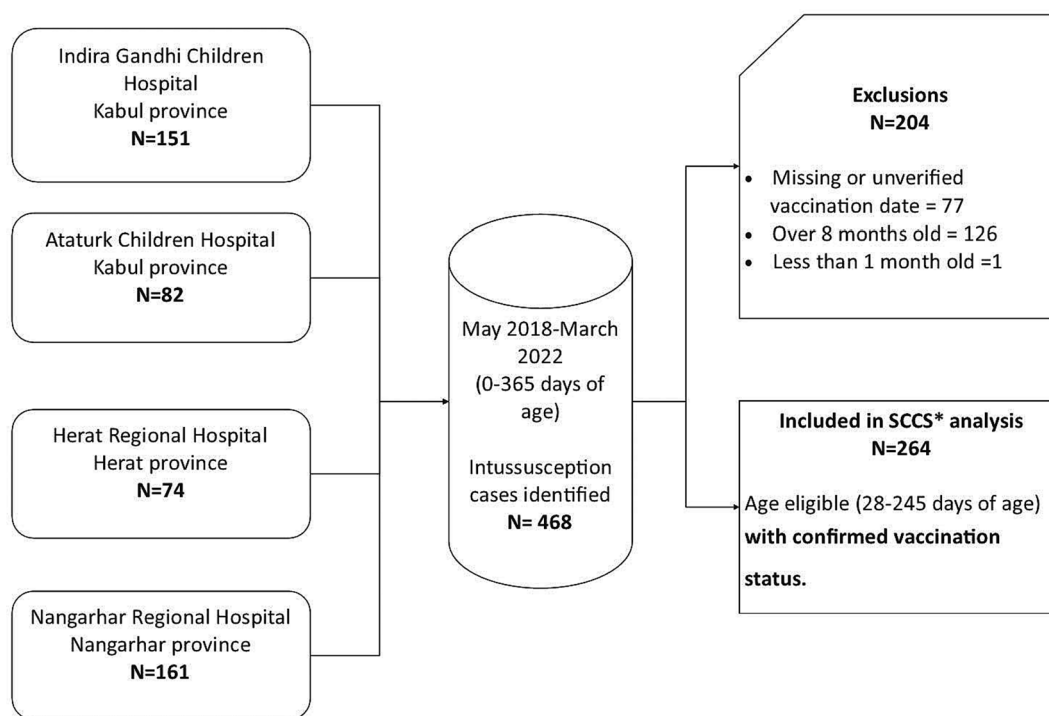 Indira Gandhi Children
Hospital
Kabul province
N=151
Ataturk Children Hospital
Kabul province
N=82
Herat Regional Hospital
Herat province
N=74
Nangarhar Regional Hospital
Nangarhar province
N=161
May 2018-March
2022
(0-365 days of
age)
Intussusception
cases identified
N= 468
Exclusions
N=204
• Missing or unverified
vaccination date = 77
• Over 8 months old = 126
• Less than 1 month old =1
Included in SCCS* analysis
N=264
Age eligible (28-245 days of age)
with confirmed vaccination
status.